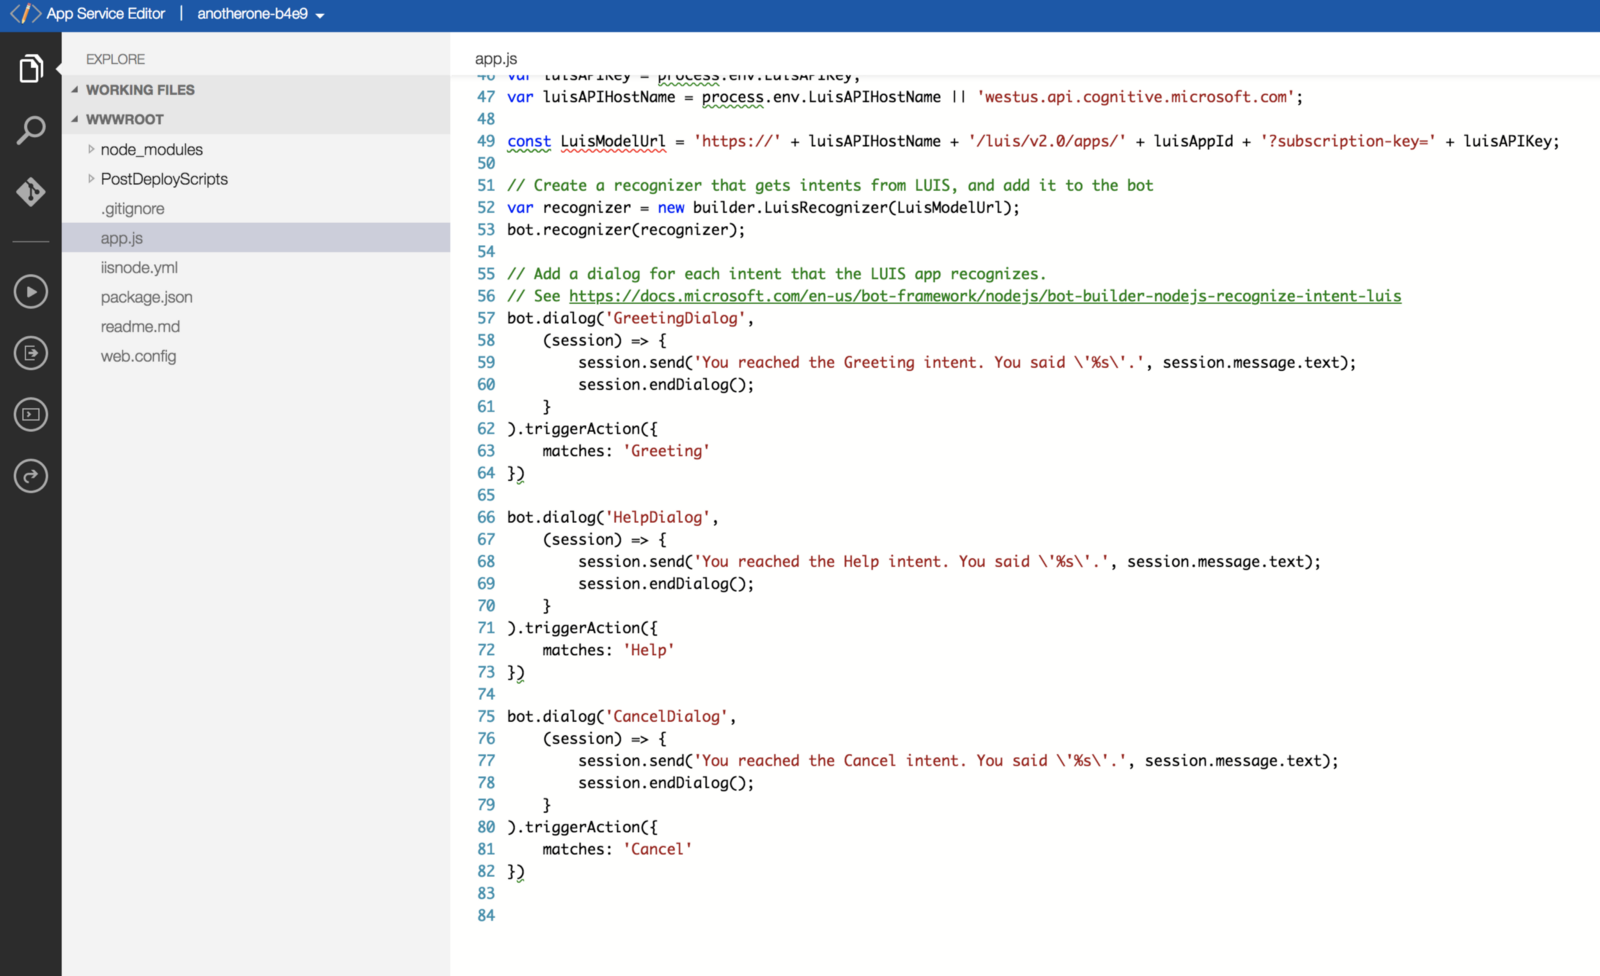 App Service Editor | anotherone-b4e9
EXPLORE
WORKING FILES
WWWROOT
node_modules
PostDeployScripts
.gitignore
app.js
iisnode.yml
package.json
readme.md
web.config
app.js
46 var luisAPIKey = process.env.LuisAPIKey;
47 var luisAPIHostName = process.env.LuisAPIHostName || 'westus.api.cognitive.microsoft.com';
48
49 const LuisModelUrl = 'https://' + luisAPIHostName + '/luis/v2.0/apps/' + luisAppId + '?subscription-key=' + luisAPIKey;
50
51 // Create a recognizer that gets intents from LUIS, and add it to the bot
52 var recognizer = new builder.LuisRecognizer(LuisModelUrl);
53 bot.recognizer(recognizer);
54
55 // Add a dialog for each intent that the LUIS app recognizes.
56 // See https://docs.microsoft.com/en-us/bot-framework/nodejs/bot-builder-nodejs-recognize-intent-luis
57 bot.dialog('GreetingDialog',
58     (session) => {
59         session.send('You reached the Greeting intent. You said \'%s\'.', session.message.text);
60         session.endDialog();
61     }
62 ).triggerAction({
63     matches: 'Greeting'
64 })
65
66 bot.dialog('HelpDialog',
67     (session) => {
68         session.send('You reached the Help intent. You said \'%s\'.', session.message.text);
69         session.endDialog();
70     }
71 ).triggerAction({
72     matches: 'Help'
73 })
74
75 bot.dialog('CancelDialog',
76     (session) => {
77         session.send('You reached the Cancel intent. You said \'%s\'.', session.message.text);
78         session.endDialog();
79     }
80 ).triggerAction({
81     matches: 'Cancel'
82 })
83
84